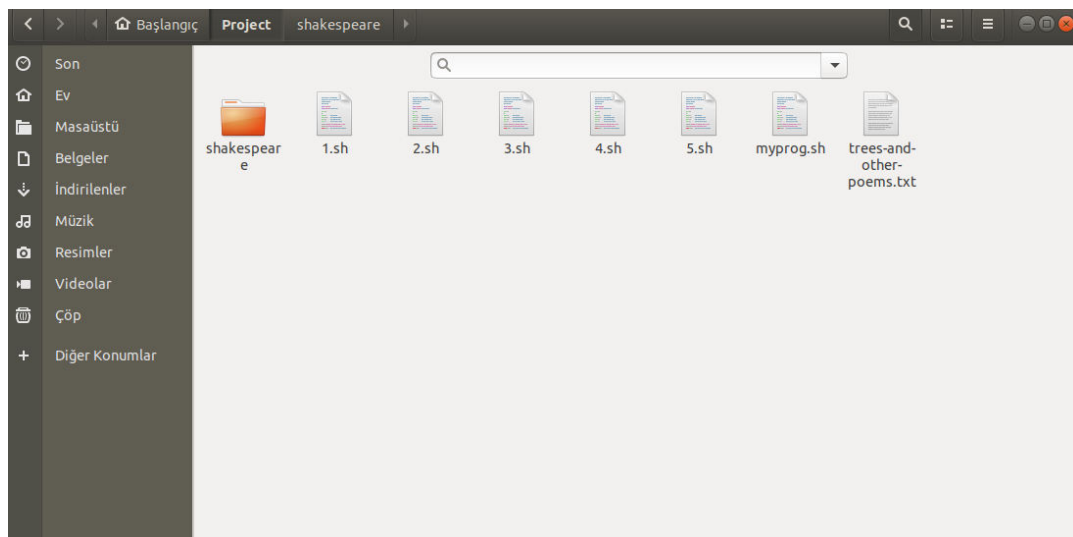 Başlangıç Project shakespeare
Son
Ev
Masaüstü
Belgeler
İndirilenler
Müzik
Resimler
Videolar
Çöp
Diğer Konumlar
shakespear
e
1.sh
2.sh
3.sh
4.sh
5.sh
myprog.sh
trees-and-
other-
poems.txt